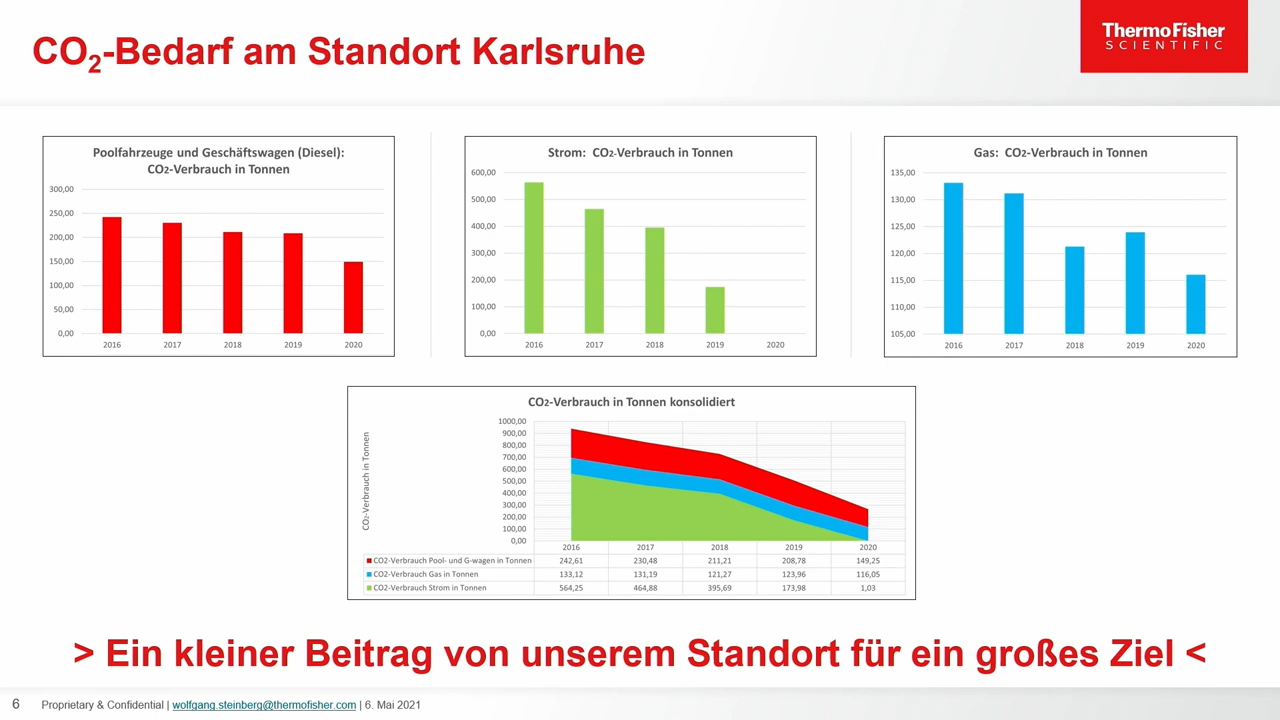 CO2-Bedarf am Standort Karlsruhe
ThermoFisher
SCIENTIFIC
Poolfahrzeuge und Geschäftswagen (Diesel):
CO2-Verbrauch in Tonnen
300,00
250,00
200,00
150,00
100,00
50,00
0,00
2016 2017 2018 2019 2020
Strom: CO2-Verbrauch in Tonnen
600,00
500,00
400,00
300,00
200,00
100,00
0,00
2016 2017 2018 2019 2020
Gas: CO2-Verbrauch in Tonnen
135,00
130,00
125,00
120,00
115,00
110,00
105,00
2016 2017 2018 2019 2020
CO2-Verbrauch in Tonnen konsolidiert
CO2-Verbrauch in Tonnen
1000,00
900,00
800,00
700,00
600,00
500,00
400,00
300,00
200,00
100,00
0,00
2016 2017 2018 2019 2020
CO2-Verbrauch Pool- und G-wagen in Tonnen 242,61 230,48 211,21 208,78 149,25
CO2-Verbrauch Gas in Tonnen 133,12 131,19 121,27 123,96 116,05
CO2-Verbrauch Strom in Tonnen 564,25 464,88 395,69 173,98 1,03
> Ein kleiner Beitrag von unserem Standort für ein großes Ziel <
6 Proprietary & Confidential | wolfgang.steinberg@thermofisher.com | 6. Mai 2021